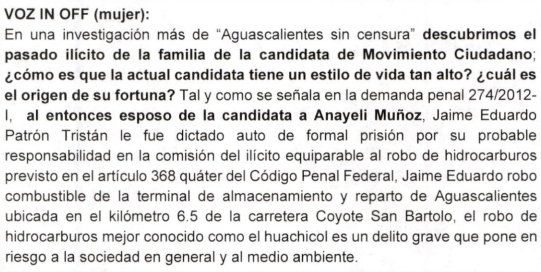 VOZ IN OFF (mujer):
En una investigación más de “Aguascalientes sin censura” descubrimos el
pasado ilícito de la familia de la candidata de Movimiento Ciudadano;
¿cómo es que la actual candidata tiene un estilo de vida tan alto? ¿cuál es
el origen de su fortuna? Tal y como se señala en la demanda penal 274/2012-
I, al entonces esposo de la candidata a Anayeli Muñoz, Jaime Eduardo
Patrón Tristán le fue dictado auto de formal prisión por su probable
responsabilidad en la comisión del ilícito equiparable al robo de hidrocarburos
previsto en el artículo 368 quáter del Código Penal Federal, Jaime Eduardo robo
combustible de la terminal de almacenamiento y reparto de Aguascalientes
ubicada en el kilómetro 6.5 de la carretera Coyote San Bartolo, el robo de
hidrocarburos mejor conocido como el huachicol es un delito grave que pone en
riesgo a la sociedad en general y al medio ambiente.